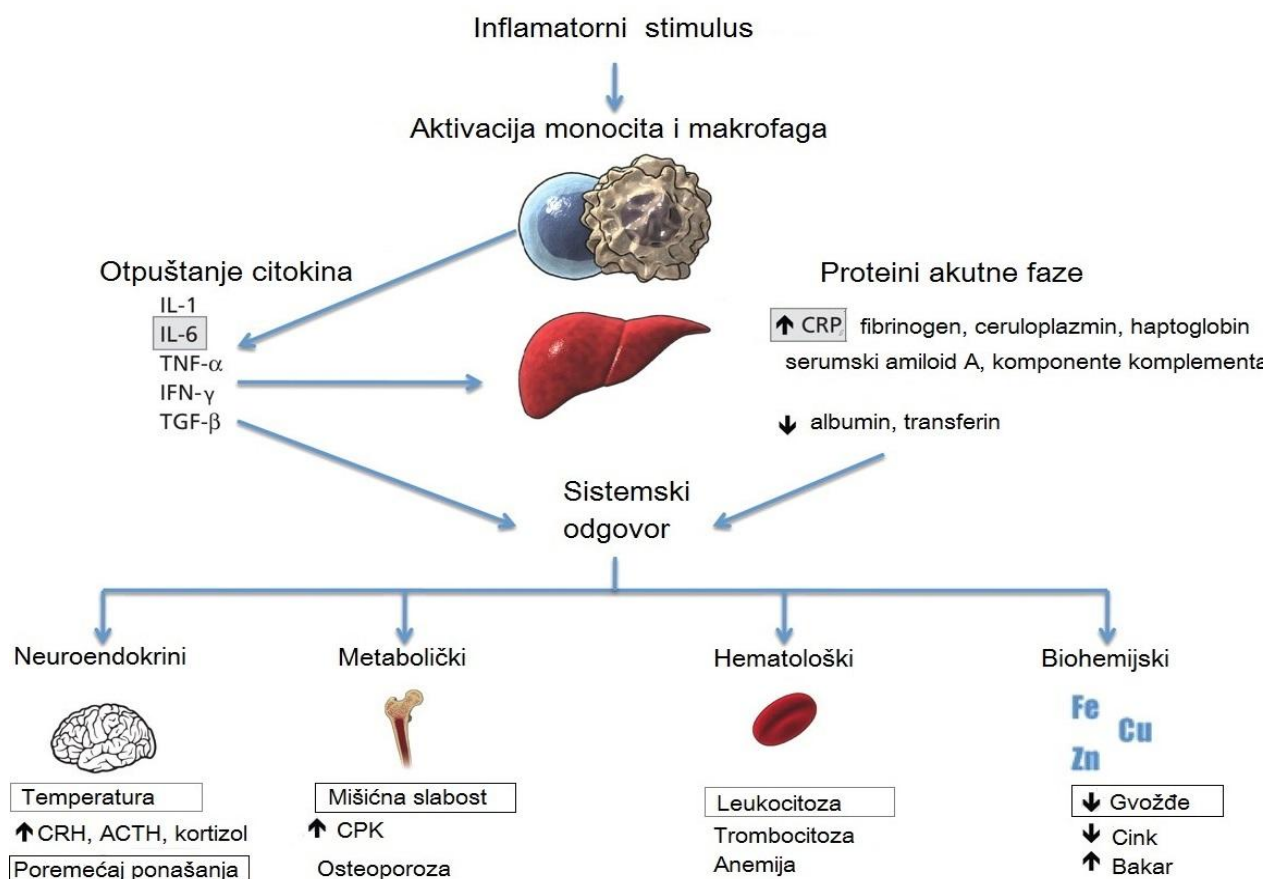 Inflamatorni stimulus
Aktivacija monocita i makrofaga
Otpuštanje citokina
IL-1
IL-6
TNF-α
IFN-γ
TGF-β
Proteini akutne faze
↑ CRP, fibrinogen, ceruloplazmin, haptoglobin
serumski amiloid A, komponente komplementa
↓ albumin, transferin
Sistemski
odgovor
Neuroendokrini
Temperatura
↑ CRH, ACTH, kortizol
Poremećaj ponašanja
Metabolički
Mišićna slabost
↑ CPK
Osteoporoza
Hematološki
Leukocitoza
Trombocitoza
Anemija
Biohemijski
Fe
Cu
Zn
↓ Gvožđe
↓ Cink
↑ Bakar